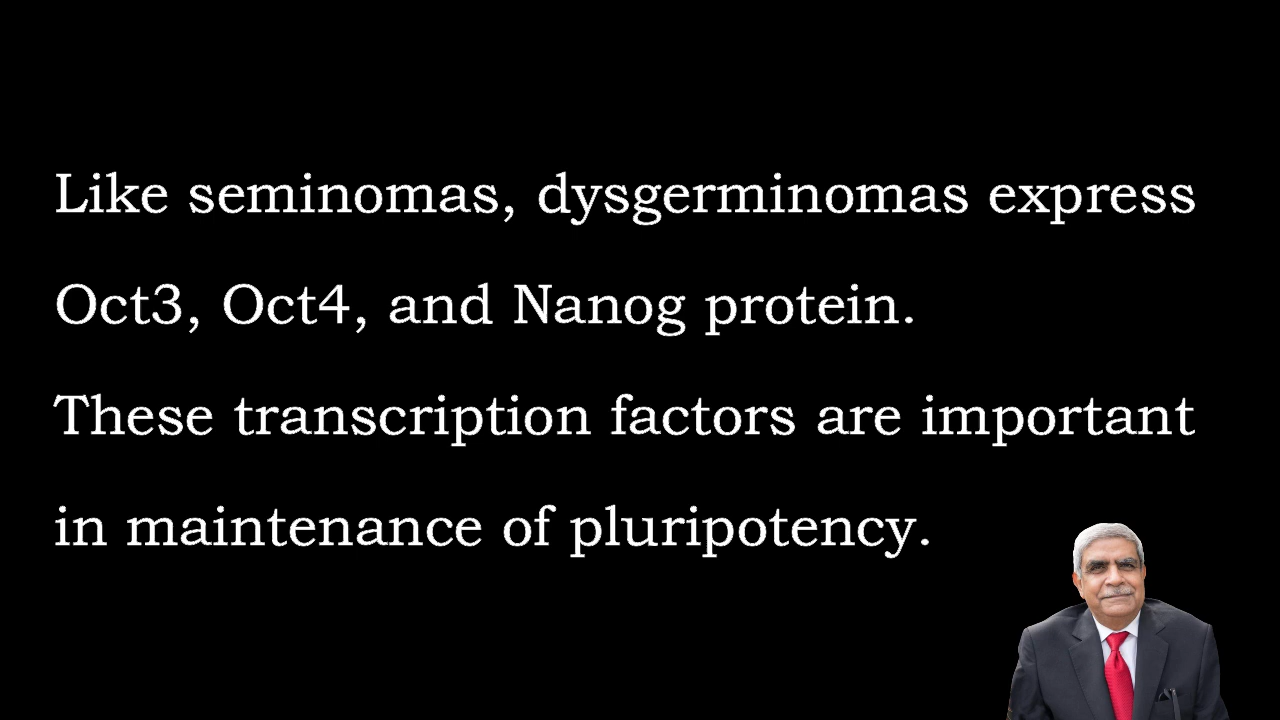 Like seminomas, dysgerminomas express
Oct3, Oct4, and Nanog protein.
These transcription factors are important
in maintenance of pluripotency.